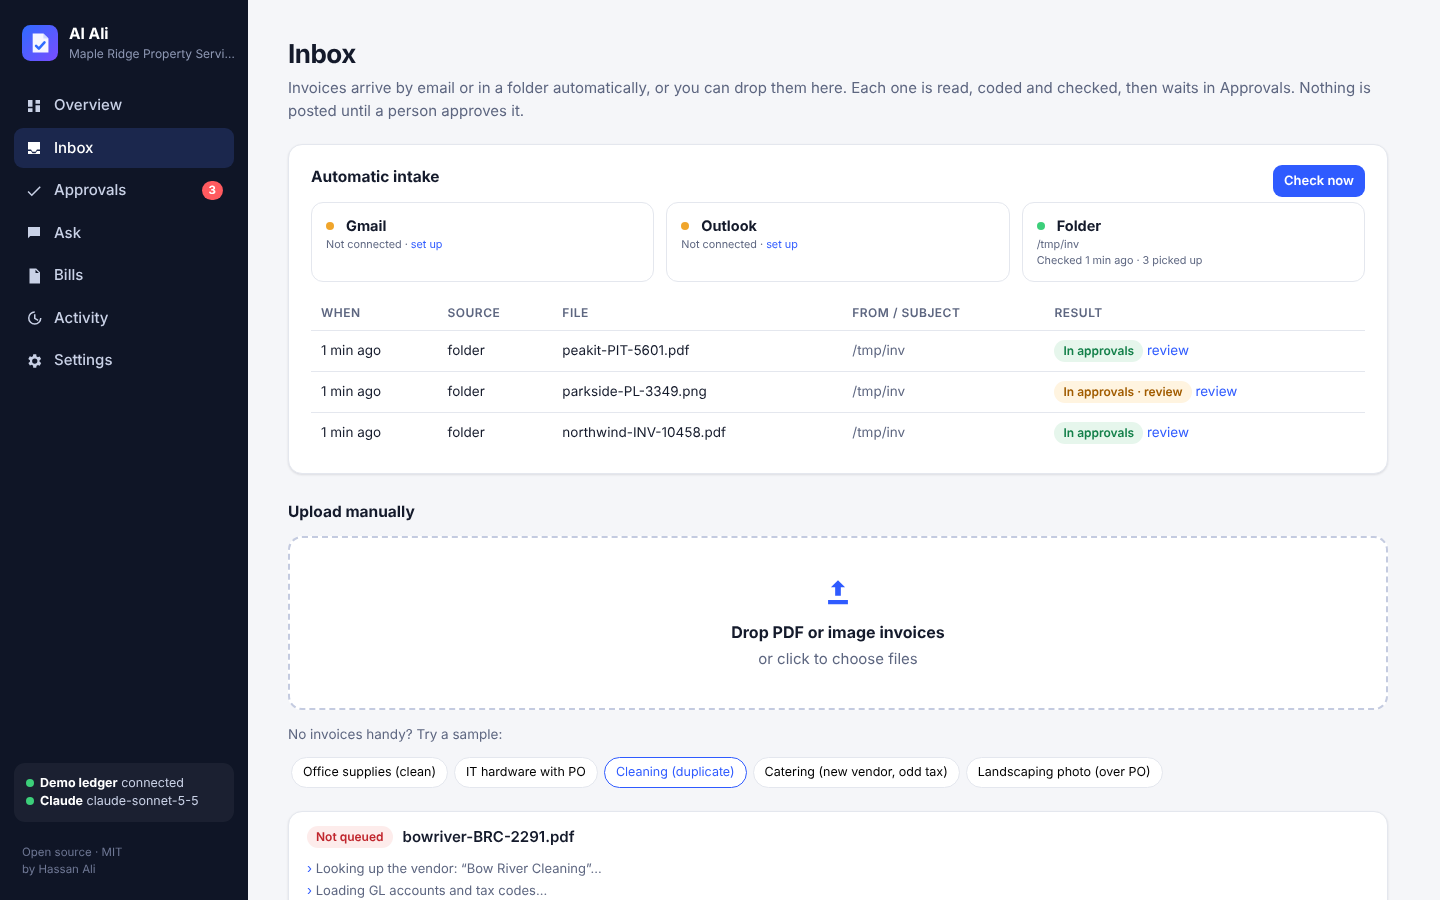 AI Ali
Maple Ridge Property Servi...
Overview
Inbox
Approvals 3
Ask
Bills
Activity
Settings
Demo ledger connected
Claude claude-sonnet-5-5
Open source · MIT
by Hassan Ali
Inbox
Invoices arrive by email or in a folder automatically, or you can drop them here. Each one is read, coded and checked, then waits in Approvals. Nothing is
posted until a person approves it.
Automatic intake
Check now
Gmail
Not connected · set up
Outlook
Not connected · set up
Folder
/tmp/inv
Checked 1 min ago · 3 picked up
WHEN SOURCE FILE FROM / SUBJECT RESULT
1 min ago folder peakit-PIT-5601.pdf /tmp/inv In approvals review
1 min ago folder parkside-PL-3349.png /tmp/inv In approvals · review review
1 min ago folder northwind-INV-10458.pdf /tmp/inv In approvals review
Upload manually
Drop PDF or image invoices
or click to choose files
No invoices handy? Try a sample:
Office supplies (clean) IT hardware with PO Cleaning (duplicate) Catering (new vendor, odd tax) Landscaping photo (over PO)
Not queued bowriver-BRC-2291.pdf
› Looking up the vendor: “Bow River Cleaning”...
› Loading GL accounts and tax codes...